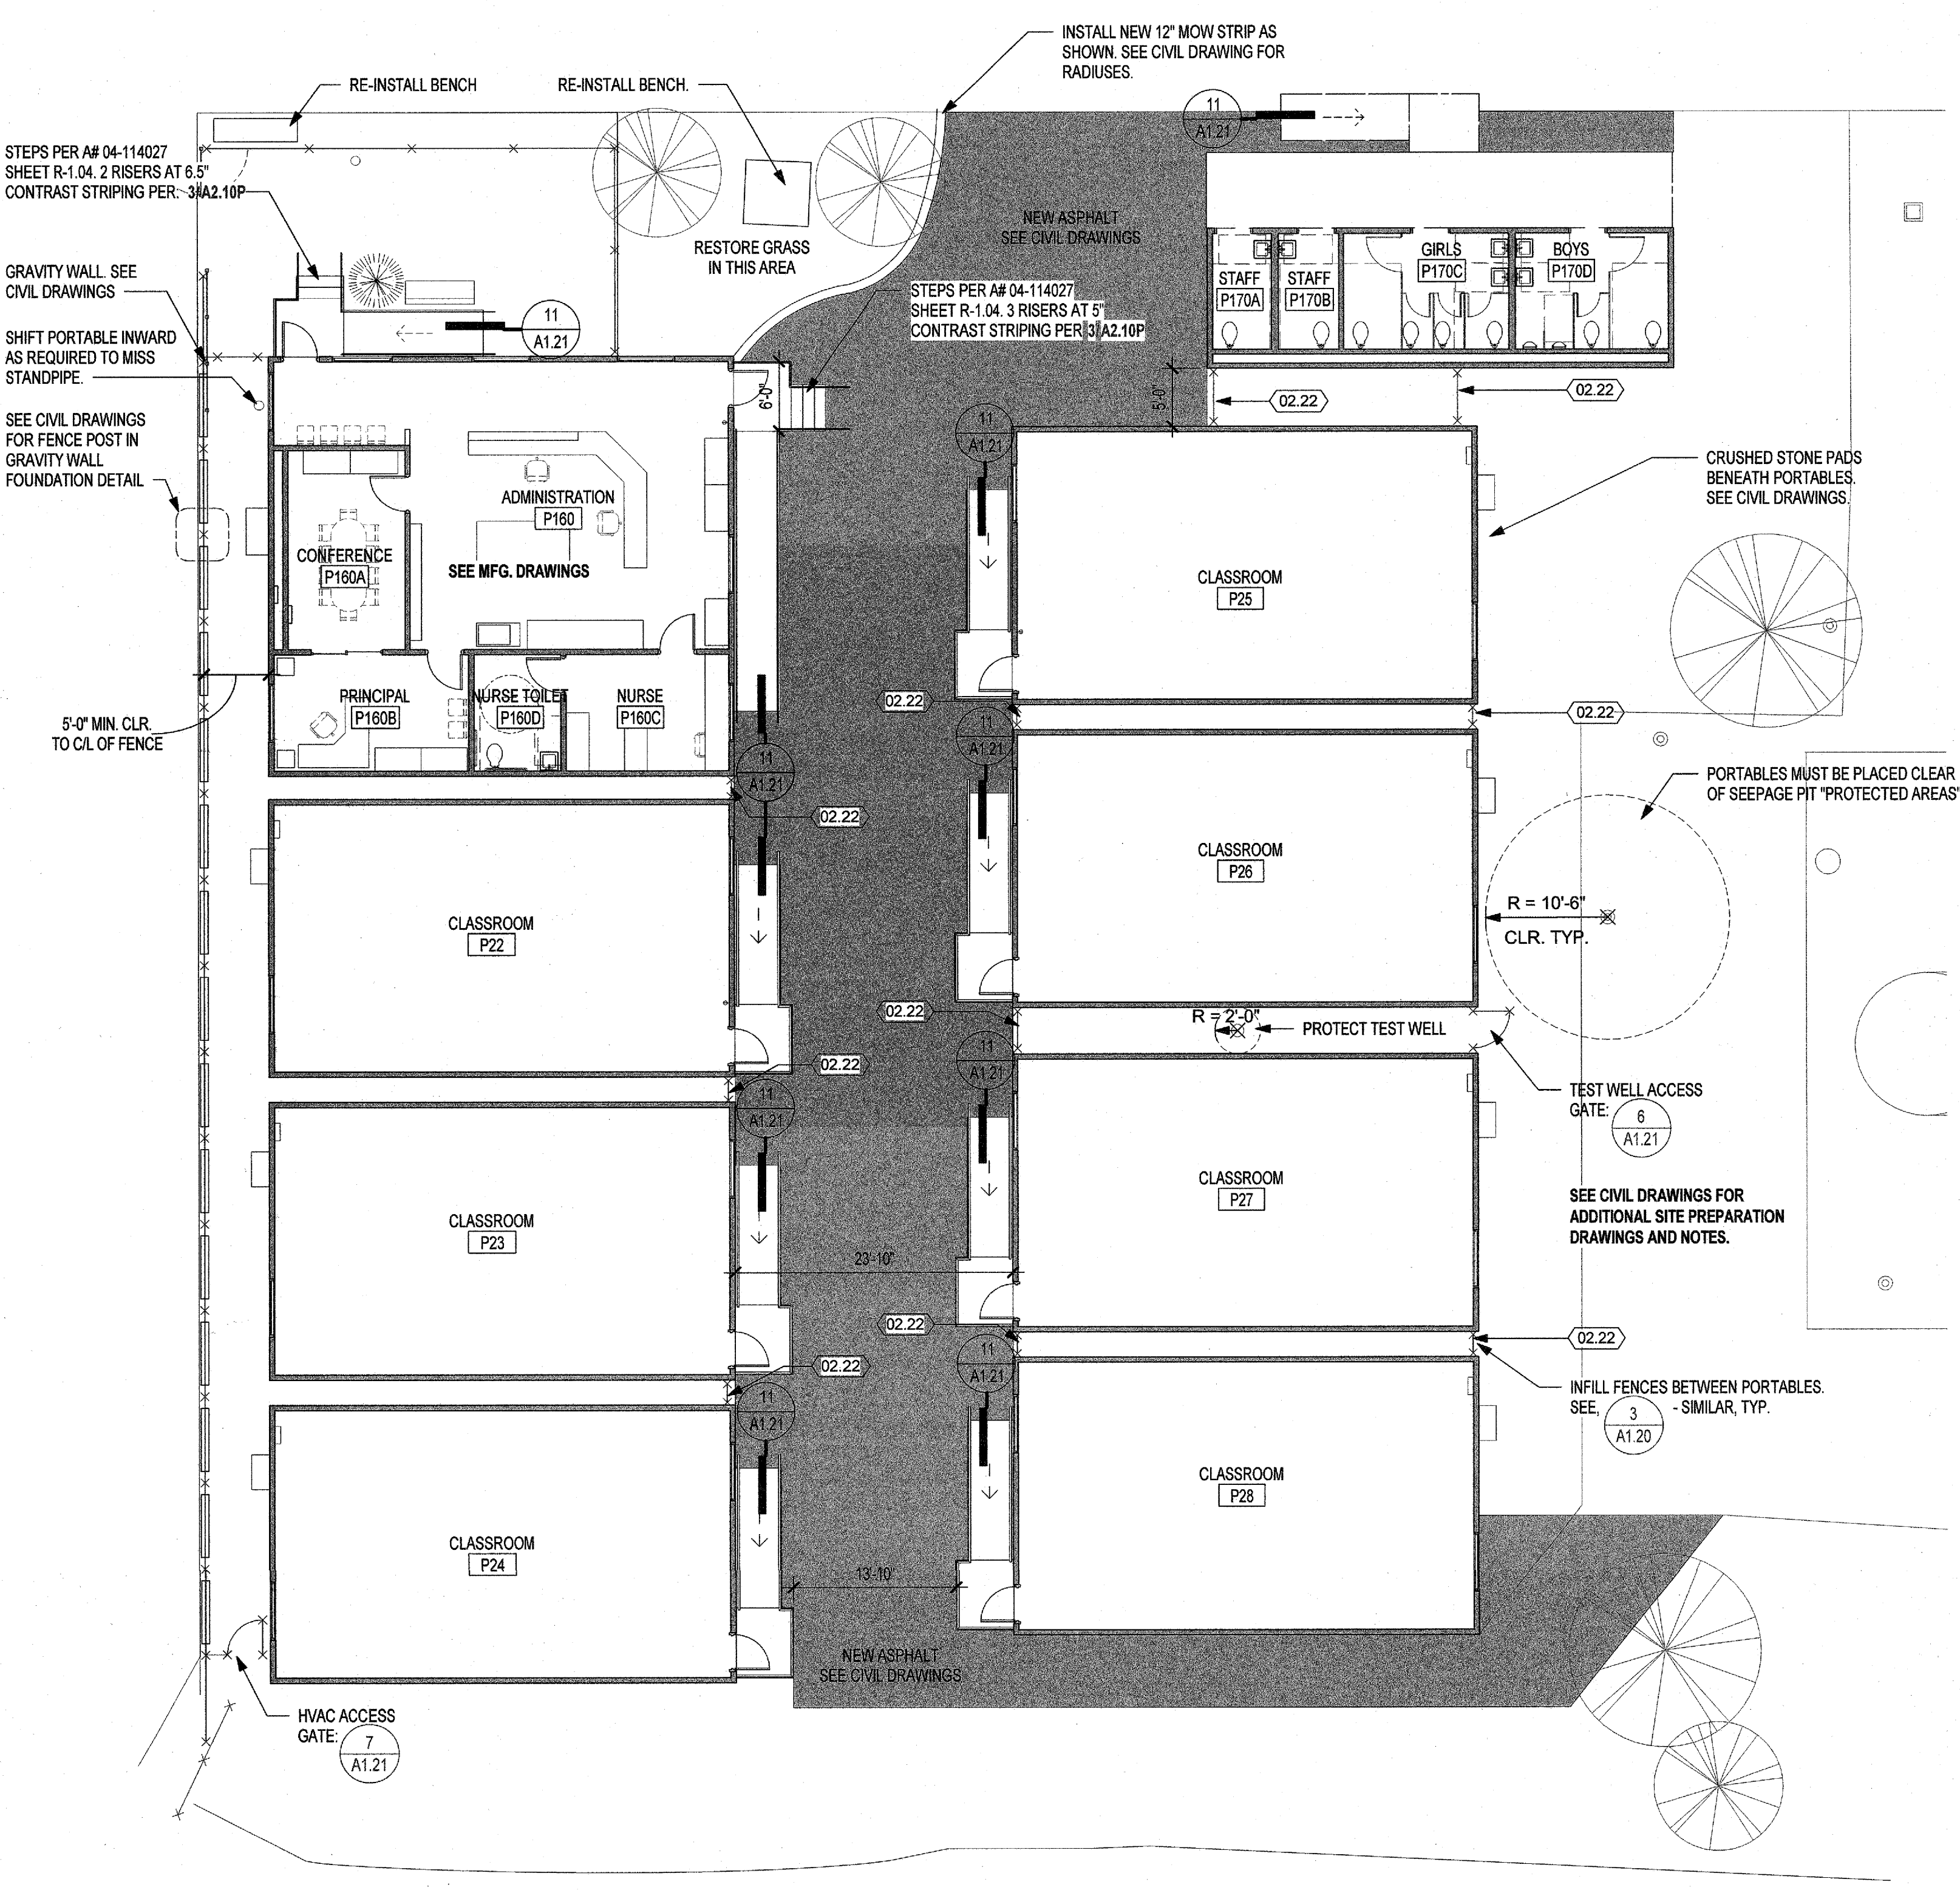 INSTALL NEW 12" MOW STRIP AS
SHOWN. SEE CIVIL DRAWING FOR
RADIUSES.
RE-INSTALL BENCH
RE-INSTALL BENCH.
11
A1.21
STEPS PER A# 04-114027
SHEET R-1.04. 2 RISERS AT 6.5"
CONTRAST STRIPING PER: 3/A2.10P
NEW ASPHALT
SEE CIVIL DRAWINGS
RESTORE GRASS
IN THIS AREA
GIRLS
P170C
BOYS
P170D
STAFF
P170A
STAFF
P170B
GRAVITY WALL. SEE
CIVIL DRAWINGS
STEPS PER A# 04-114027
SHEET R-1.04. 3 RISERS AT 5"
CONTRAST STRIPING PER 3/A2.10P
11
A1.21
SHIFT PORTABLE INWARD
AS REQUIRED TO MISS
STANDPIPE.
6'-0"
5'-0"
02.22
02.22
SEE CIVIL DRAWINGS
FOR FENCE POST IN
GRAVITY WALL
FOUNDATION DETAIL
11
A1.21
CRUSHED STONE PADS
BENEATH PORTABLES.
SEE CIVIL DRAWINGS.
ADMINISTRATION
P160
CONFERENCE
P160A
SEE MFG. DRAWINGS
CLASSROOM
P25
PRINCIPAL
P160B
NURSE TOILET
P160D
NURSE
P160C
02.22
02.22
5'-0" MIN. CLR.
TO C/L OF FENCE
11
A1.21
11
A1.21
PORTABLES MUST BE PLACED CLEAR
OF SEEPAGE PIT "PROTECTED AREAS"
02.22
CLASSROOM
P26
CLASSROOM
P22
R = 10'-6"
CLR. TYP.
02.22
R = 2'-0"
PROTECT TEST WELL
11
A1.21
02.22
TEST WELL ACCESS
GATE:
6
A1.21
11
A1.21
CLASSROOM
P27
SEE CIVIL DRAWINGS FOR
ADDITIONAL SITE PREPARATION
DRAWINGS AND NOTES.
CLASSROOM
P23
23'-10"
02.22
02.22
11
A1.21
02.22
INFILL FENCES BETWEEN PORTABLES.
SEE, - SIMILAR, TYP.
3
A1.20
11
A1.21
CLASSROOM
P28
CLASSROOM
P24
13'-10"
NEW ASPHALT
SEE CIVIL DRAWINGS
HVAC ACCESS
GATE:
7
A1.21